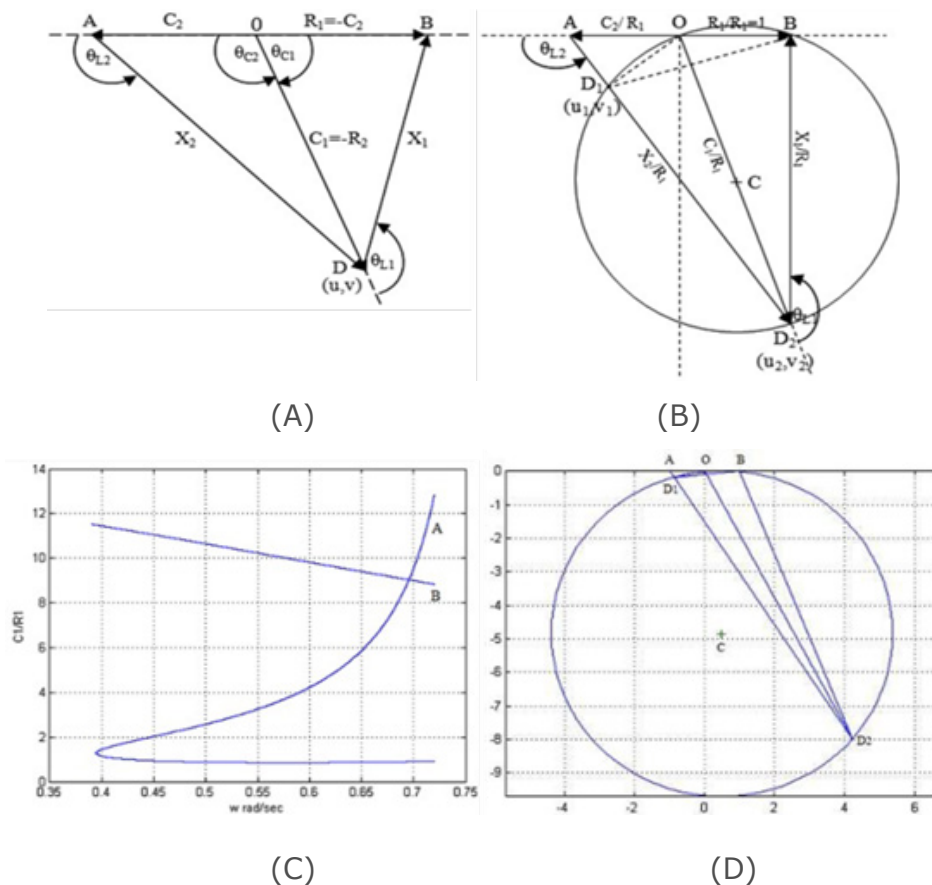 A C₂ 0 R₁=-C₂ B
θL2 θC2 θC1
X₂ C₁=-R₂ X₁
D θL1
(u,v)
(A)
A C₂/ R₁ O R₁/R₁=1 B
θL2
D₁
(u₁,v₁)
X₂/R₁ C₁/R₁ C X₁/R₁
θL1
D₂
(u₂,v₂)
(B)
14
12
10
8
6
4
2
0
C1/R1
A
B
0.35 0.4 0.45 0.5 0.55 0.6 0.65 0.7 0.75
w rad/sec
(C)
A O B
D1
0
-1
-2
-3
-4
-5
-6
-7
-8
-9
C
D2
-4 -2 0 2 4 6
(D)